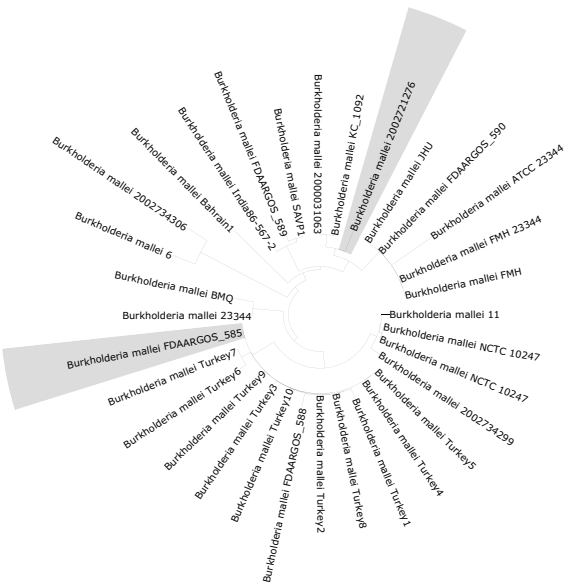 Burkholderia mallei 2002721276
Burkholderia mallei JHU
Burkholderia mallei FDAARGOS_590
Burkholderia mallei ATCC 23344
Burkholderia mallei FMH 23344
Burkholderia mallei FMH
Burkholderia mallei 11
Burkholderia mallei NCTC 10247
Burkholderia mallei NCTC 10247
Burkholderia mallei 2002734299
Burkholderia mallei Turkey5
Burkholderia mallei Turkey4
Burkholderia mallei Turkey1
Burkholderia mallei Turkey8
Burkholderia mallei Turkey2
Burkholderia mallei FDAARGOS_588
Burkholderia mallei Turkey10
Burkholderia mallei Turkey3
Burkholderia mallei Turkey9
Burkholderia mallei Turkey6
Burkholderia mallei Turkey7
Burkholderia mallei FDAARGOS_585
Burkholderia mallei 23344
Burkholderia mallei BMQ
Burkholderia mallei 6
Burkholderia mallei 2002734306
Burkholderia mallei Bahrain1
Burkholderia mallei India86-567-2
Burkholderia mallei FDAARGOS_589
Burkholderia mallei SAVP1
Burkholderia mallei 2000031063
Burkholderia mallei KC_1092